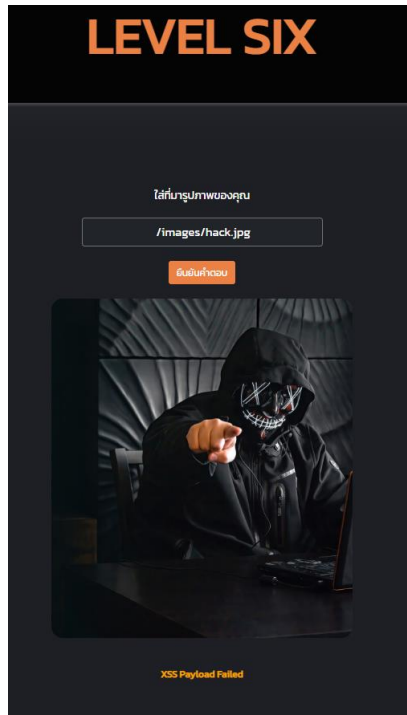 LEVEL SIX
ใส่ที่มารูปภาพของคุณ
/images/hack.jpg
ยืนยันคำตอบ
XSS Payload Failed